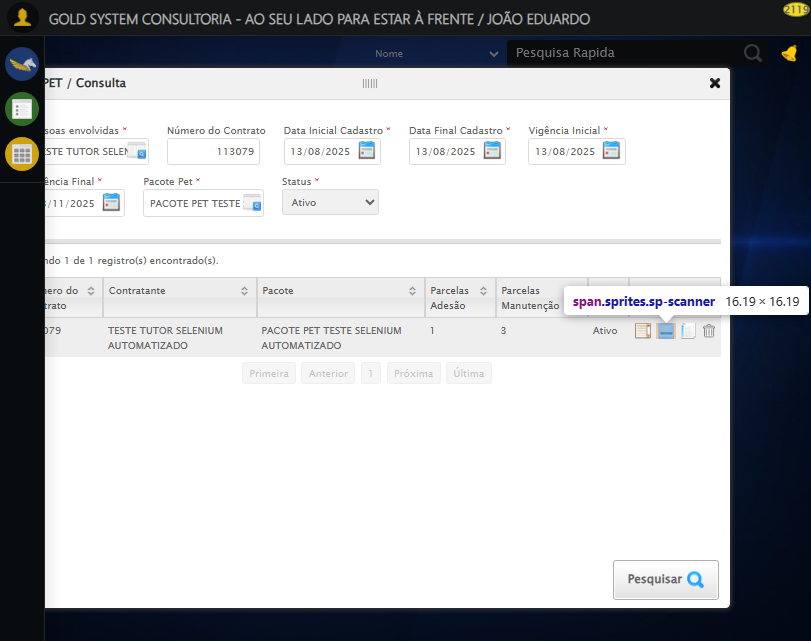 GOLD SYSTEM CONSULTORIA - AO SEU LADO PARA ESTAR À FRENTE / JOÃO EDUARDO
2119
Nome
Pesquisa Rapida
PET / Consulta
soas envolvidas *
Número do Contrato
Data Inicial Cadastro *
Data Final Cadastro *
Vigência Inicial *
STE TUTOR SELEN
113079
13/08/2025
13/08/2025
13/08/2025
ência Final *
Pacote Pet *
Status *
/11/2025
PACOTE PET TESTE
Ativo
ndo 1 de 1 registro(s) encontrado(s).
ero do
trato
Contratante
Pacote
Parcelas
Adesão
Parcelas
Manutenção
span.sprites.sp-scanner
16.19 × 16.19
079
TESTE TUTOR SELENIUM
AUTOMATIZADO
PACOTE PET TESTE SELENIUM
AUTOMATIZADO
1
3
Ativo
Primeira
Anterior
1
Próxima
Última
Pesquisar